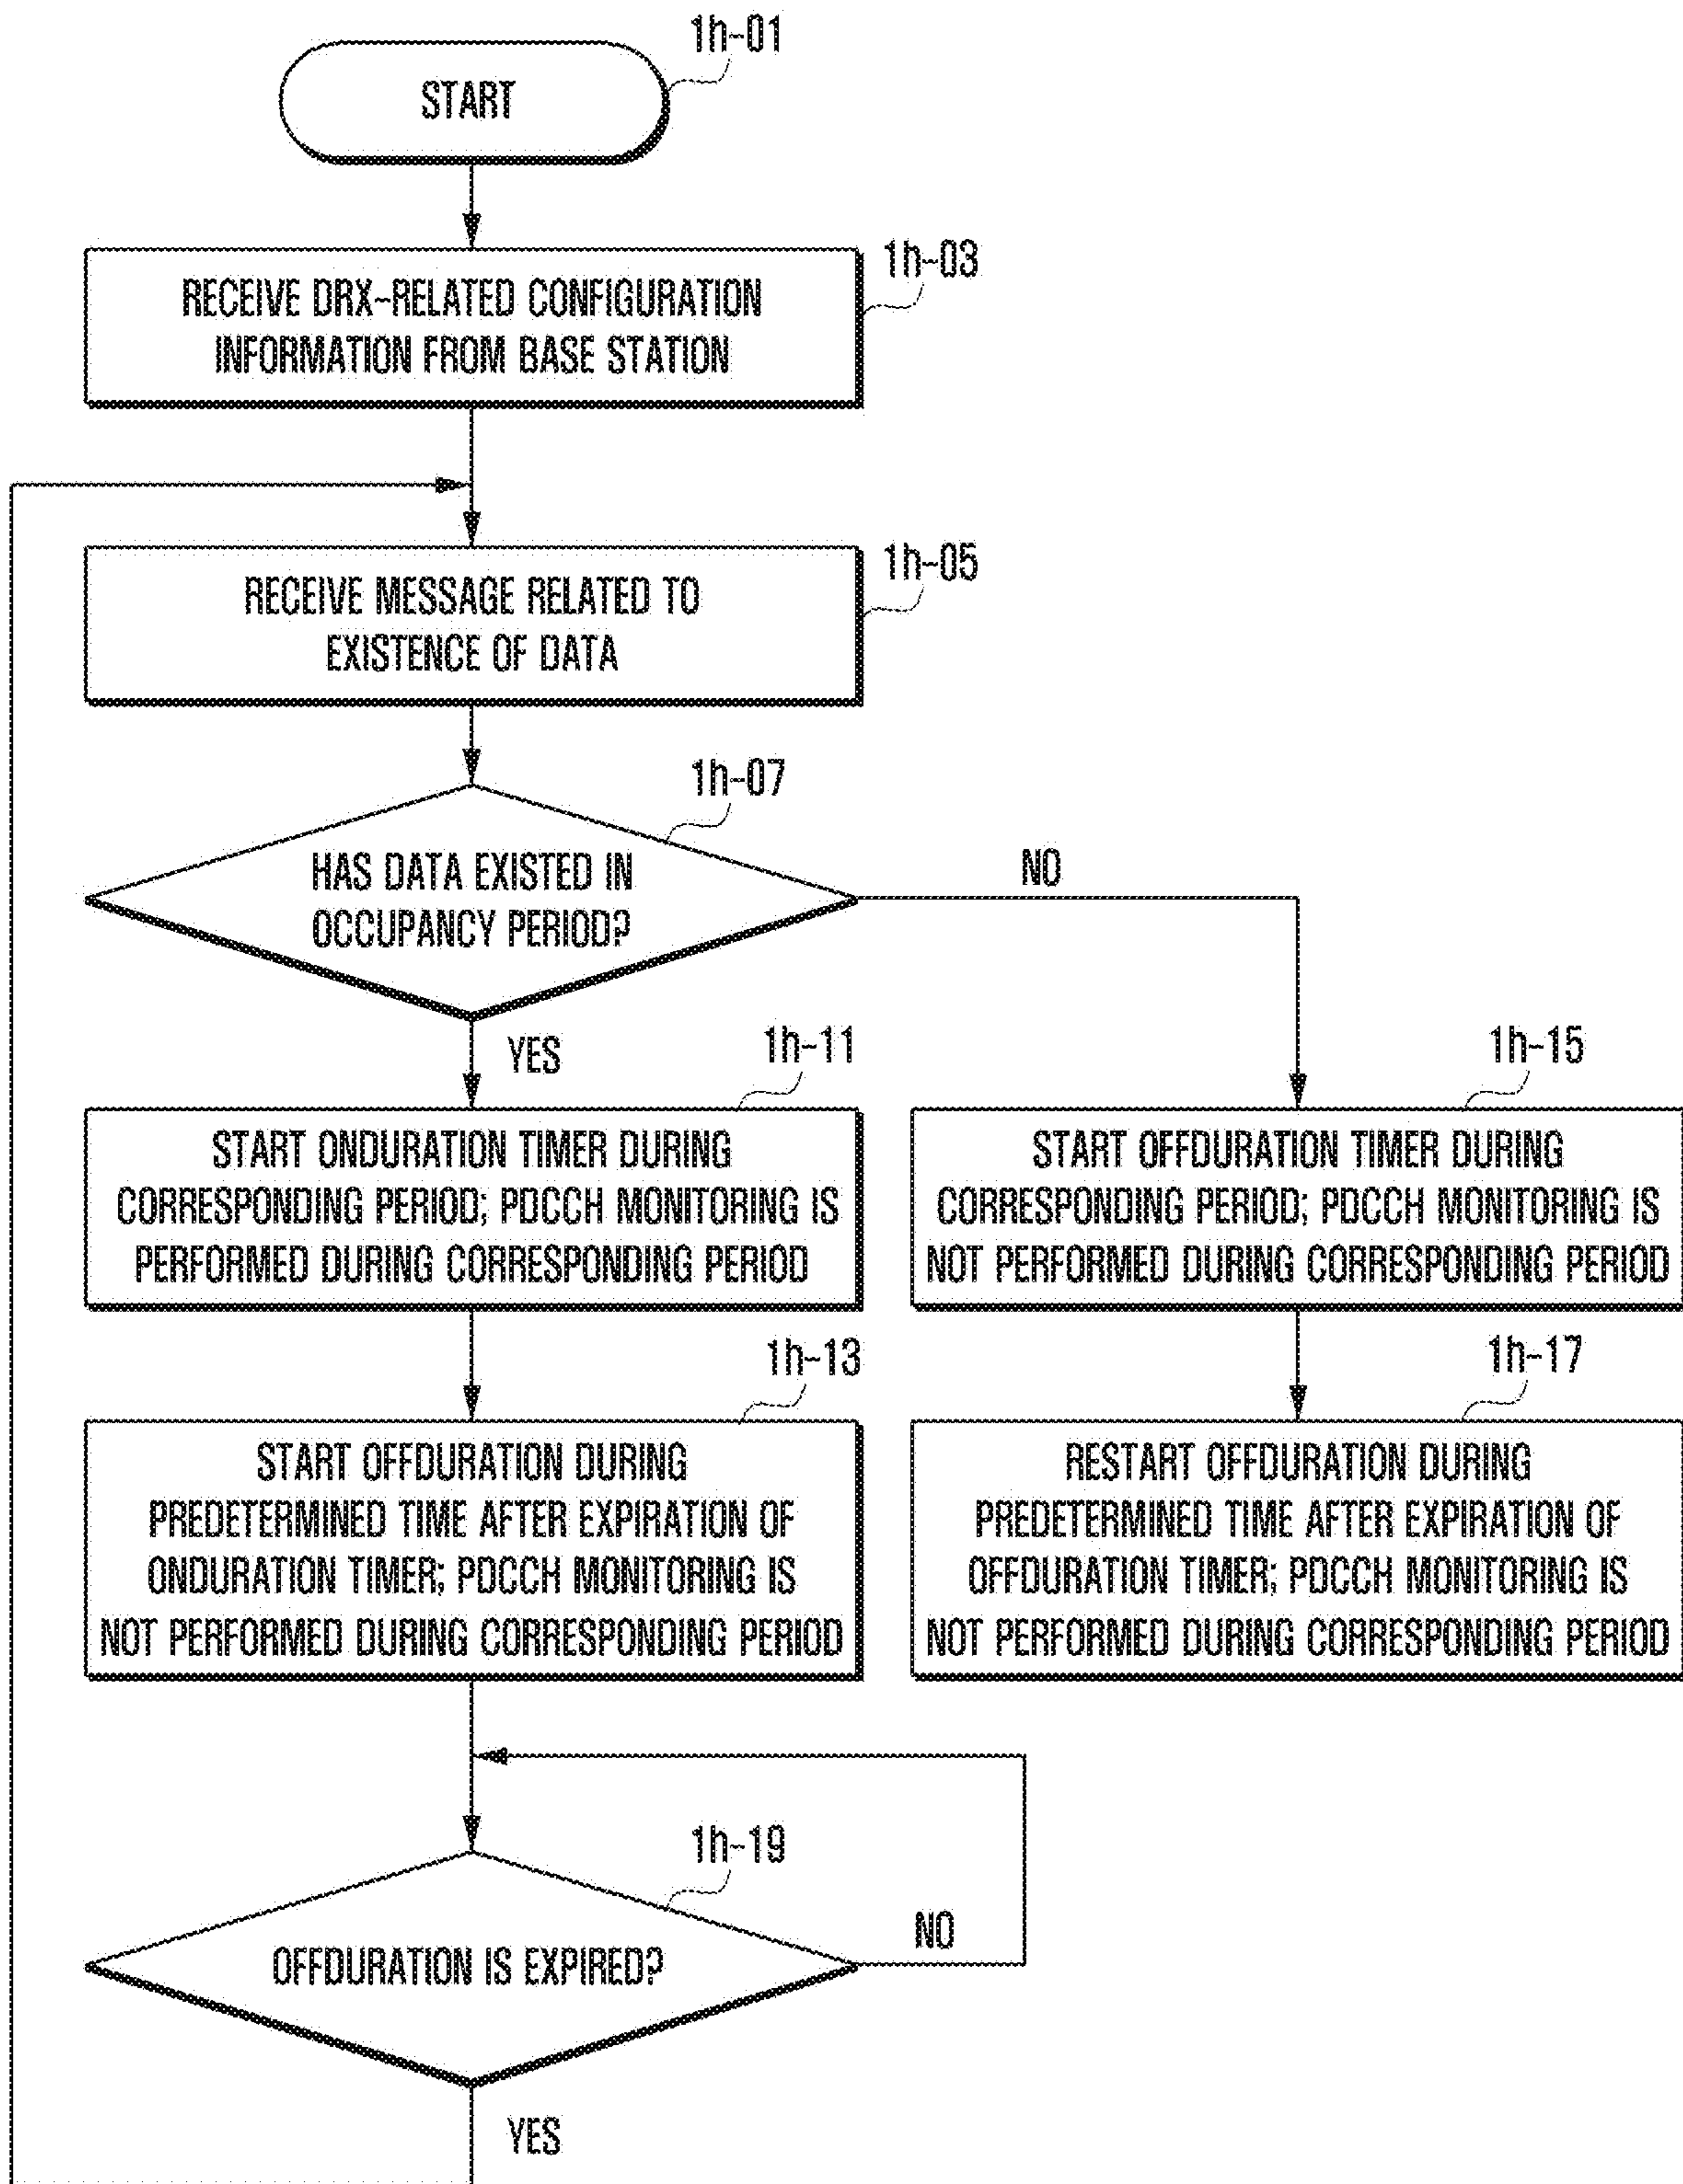 1h-01
START
1h-03
RECEIVE DRX-RELATED CONFIGURATION
INFORMATION FROM BASE STATION
1h-05
RECEIVE MESSAGE RELATED TO
EXISTENCE OF DATA
1h-07
HAS DATA EXISTED IN
OCCUPANCY PERIOD?
NO
YES
1h-11
START ONDURATION TIMER DURING
CORRESPONDING PERIOD; PDCCH MONITORING IS
PERFORMED DURING CORRESPONDING PERIOD
1h-15
START OFFDURATION TIMER DURING
CORRESPONDING PERIOD; PDCCH MONITORING IS
NOT PERFORMED DURING CORRESPONDING PERIOD
1h-13
START OFFDURATION DURING
PREDETERMINED TIME AFTER EXPIRATION OF
ONDURATION TIMER; PDCCH MONITORING IS
NOT PERFORMED DURING CORRESPONDING PERIOD
1h-17
RESTART OFFDURATION DURING
PREDETERMINED TIME AFTER EXPIRATION OF
OFFDURATION TIMER; PDCCH MONITORING IS
NOT PERFORMED DURING CORRESPONDING PERIOD
1h-19
OFFDURATION IS EXPIRED?
NO
YES